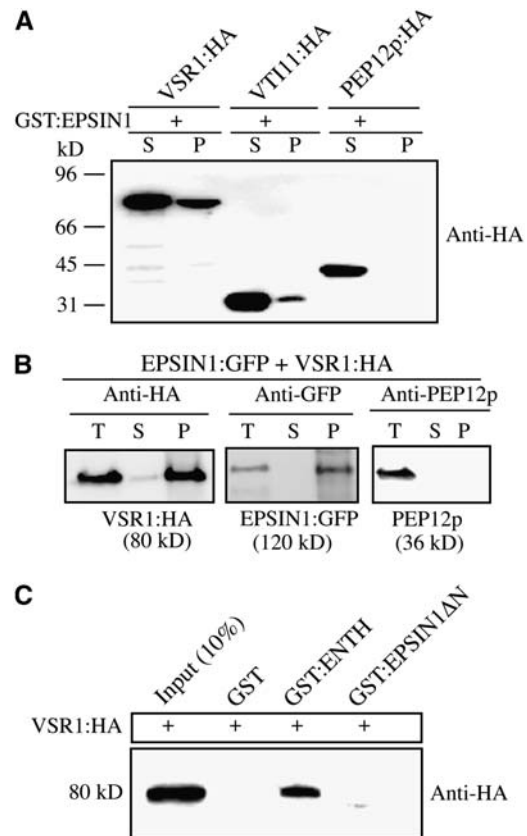 A
VSR1:HA VTI11:HA PEP12p:HA
GST:EPSIN1 + + +
kD S P S P S P
96
66
45
31
Anti-HA
B
EPSIN1:GFP + VSR1:HA
Anti-HA Anti-GFP Anti-PEP12p
T S P T S P T S P
VSR1:HA EPSIN1:GFP PEP12p
(80 kD) (120 kD) (36 kD)
C
Input (10%) GST GST:ENTH GST:EPSIN1ΔN
VSR1:HA + + + +
80 kD Anti-HA